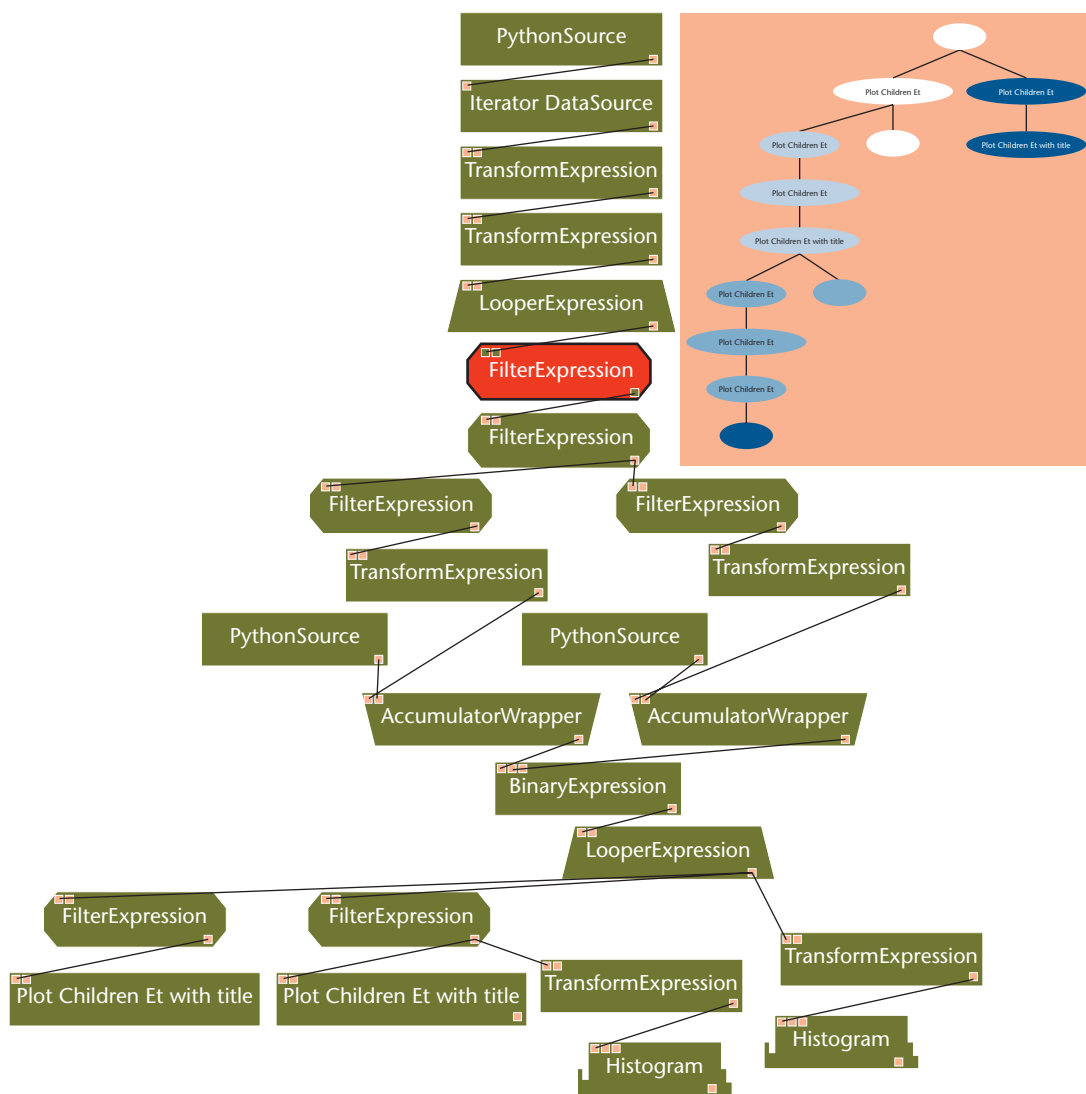 PythonSource
Iterator DataSource
TransformExpression
TransformExpression
LooperExpression
FilterExpression
FilterExpression
FilterExpression
FilterExpression
TransformExpression
TransformExpression
PythonSource
PythonSource
AccumulatorWrapper
AccumulatorWrapper
BinaryExpression
LooperExpression
FilterExpression
FilterExpression
TransformExpression
Plot Children Et with title
Plot Children Et with title
TransformExpression
Histogram
Histogram
Plot Children Et
Plot Children Et
Plot Children Et
Plot Children Et with title
Plot Children Et
Plot Children Et with title
Plot Children Et
Plot Children Et
Plot Children Et